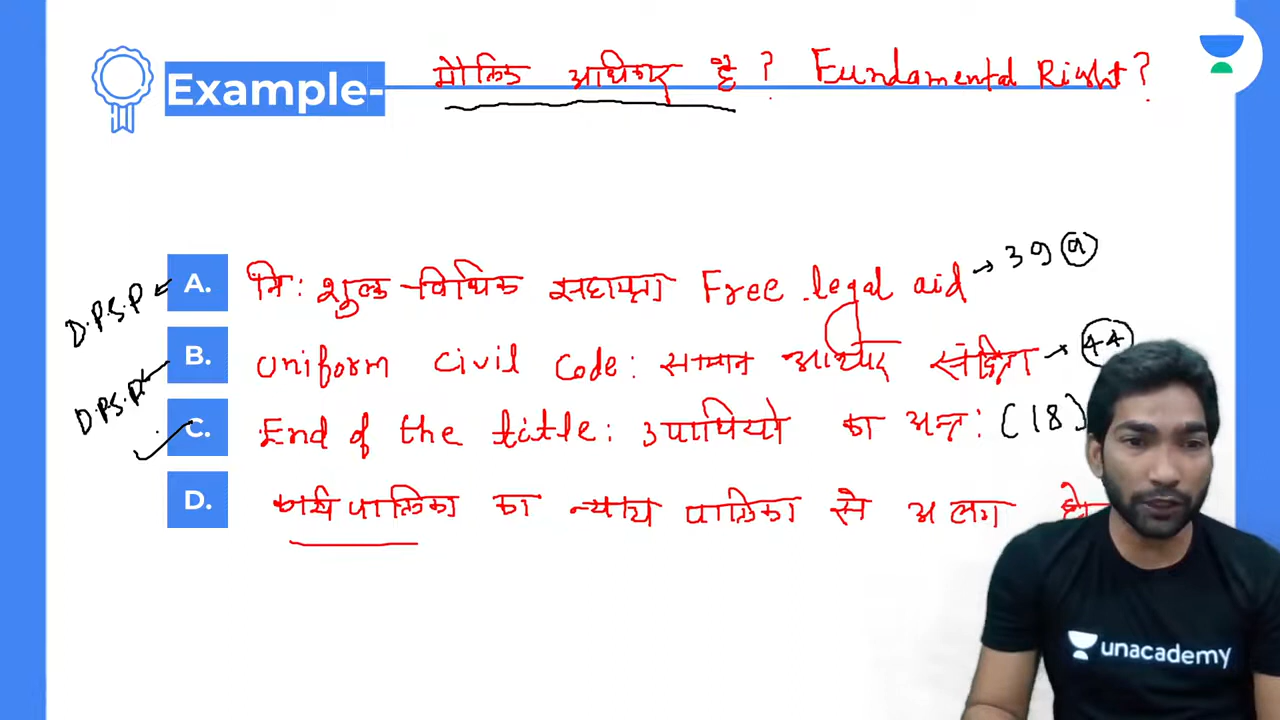 Example- मौलिक अधिकार है? Fundamental Right?
D.P.S.P A. नि: शुल्क विधिक सहायता Free legal aid → 39 (a)
D.P.S.P B. uniform civil code: समान आचार संहिता → 44
C. End of the title: उपाधियो का अन्त: (18)
D. कार्य पालिका का न्याय पालिका से अलग
unacademy